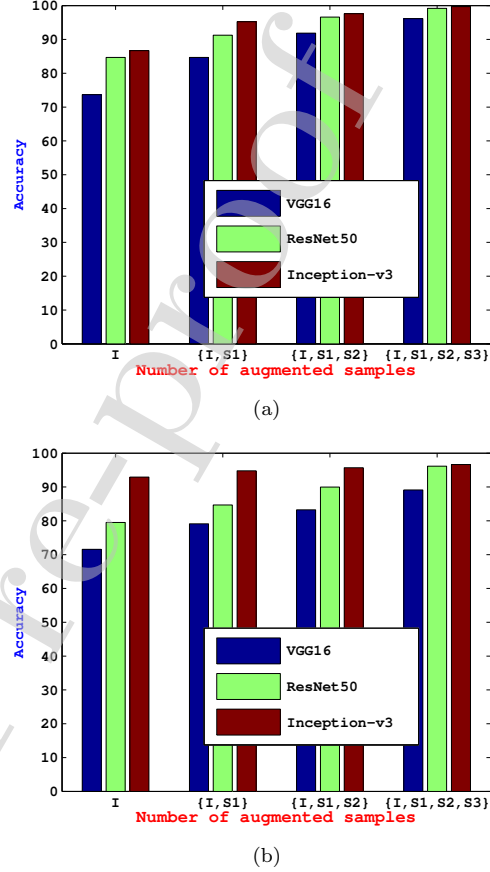 100
90
80
70
60
50
40
30
20
10
0
Accuracy
VGG16
ResNet50
Inception-v3
I {I,S1} {I,S1,S2} {I,S1,S2,S3}
Number of augmented samples
(a)
100
90
80
70
60
50
40
30
20
10
0
Accuracy
VGG16
ResNet50
Inception-v3
I {I,S1} {I,S1,S2} {I,S1,S2,S3}
Number of augmented samples
(b)
re-proof